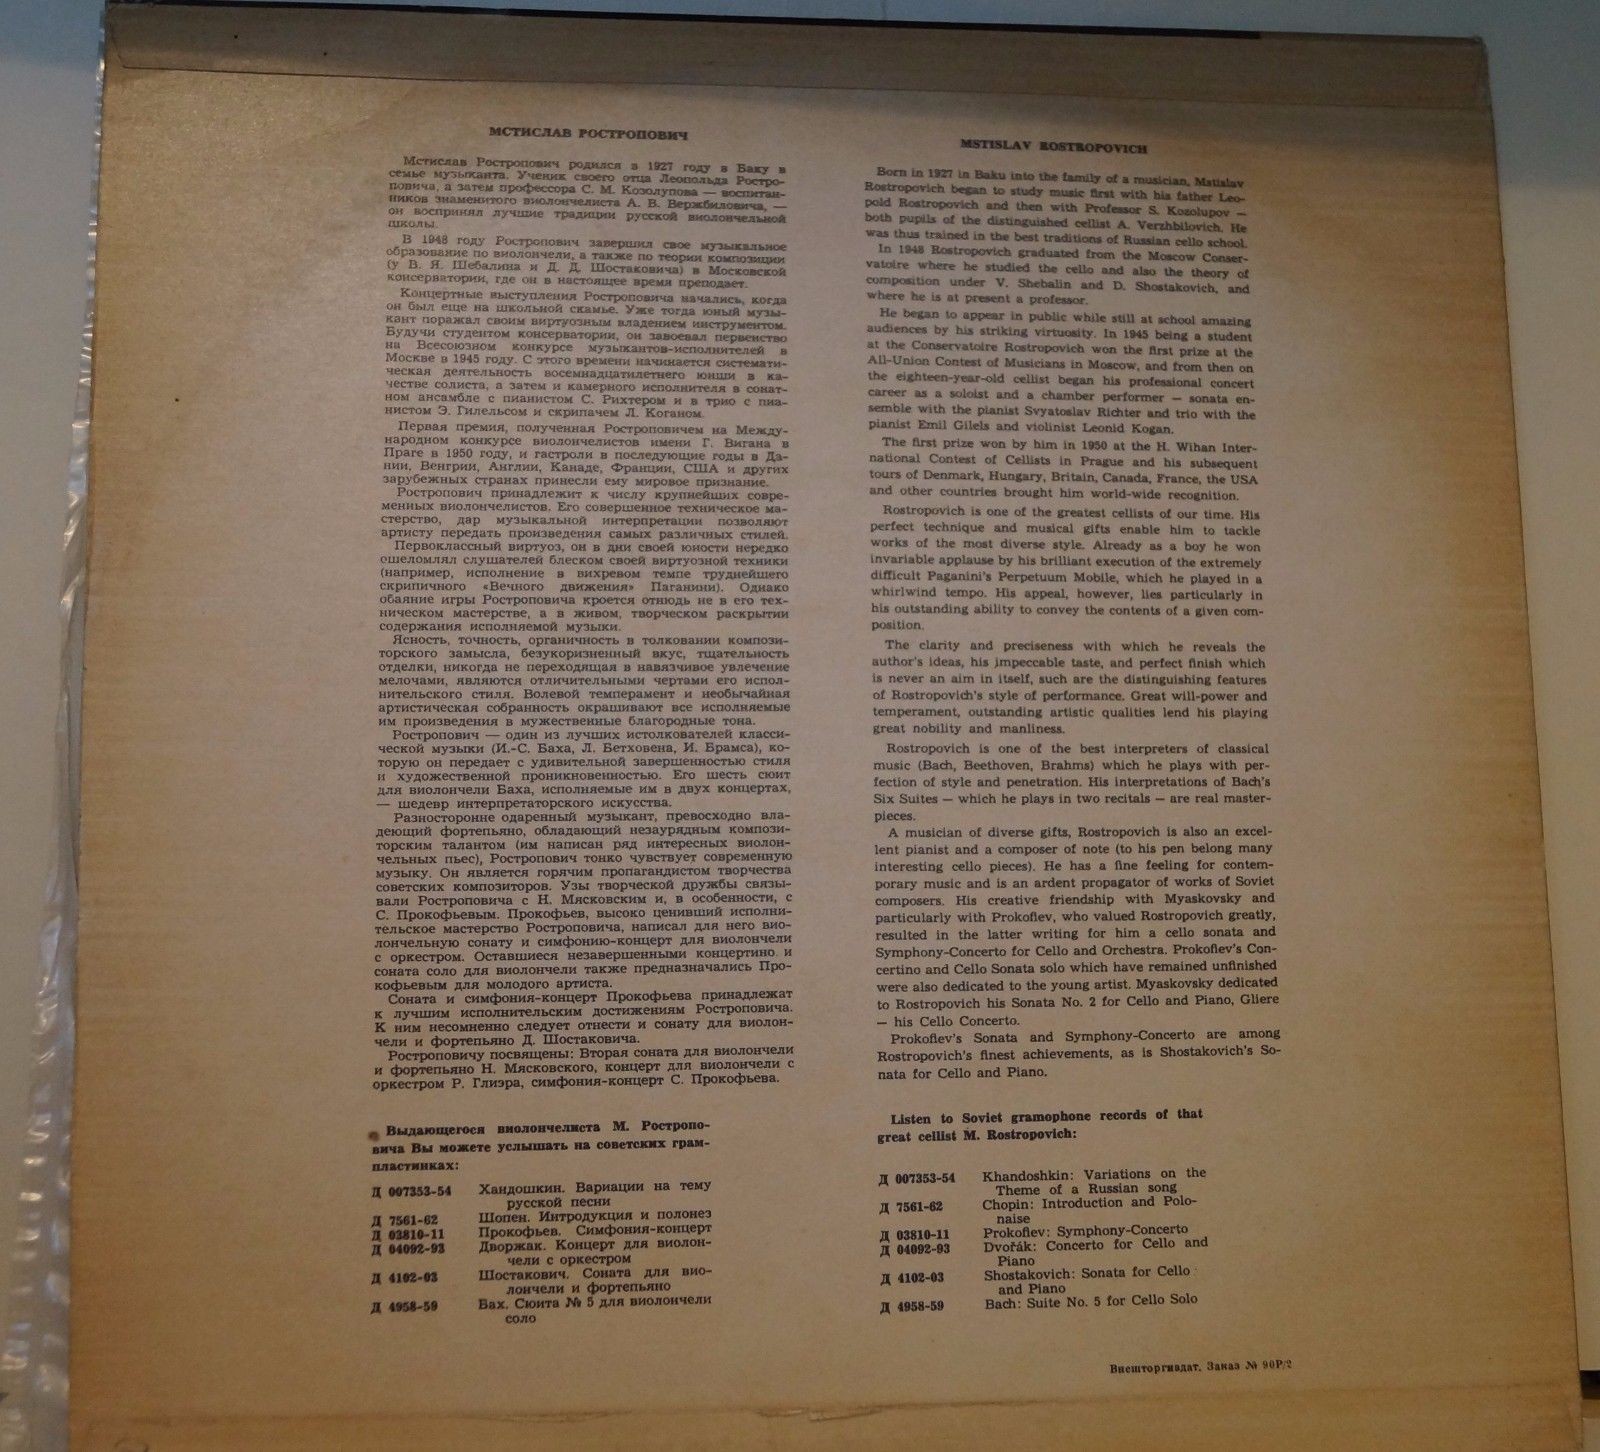 МСТИСЛАВ РОСТРОПОВИЧ
Мстислав Ростропович родился в 1927 году в Баку в
семье музыканта. Ученик своего отца Леопольда Ростро-
повича, а затем профессора С. М. Козолупова — воспитан-
ников знаменитого виолончелиста А. В. Вержбиловича, —
он воспринял лучшие традиции русской виолончельной
школы.
В 1948 году Ростропович завершил свое музыкальное
образование по виолончели, а также по теории композиции
(у В. Я. Шебалина и Д. Д. Шостаковича) в Московской
консерватории, где он в настоящее время преподает.
Концертные выступления Ростроповича начались, когда
он был еще на школьной скамье. Уже тогда юный музы-
кант поражал своим виртуозным владением инструментом.
Будучи студентом консерватории, он завоевал первенство
на Всесоюзном конкурсе музыкантов-исполнителей в
Москве в 1945 году. С этого времени начинается системати-
ческая деятельность восемнадцатилетнего юнши в ка-
честве солиста, а затем и камерного исполнителя в сонат-
ном ансамбле с пианистом С. Рихтером и в трио с пиа-
нистом Э. Гилельсом и скрипачем Л. Коганом.
Первая премия, полученная Ростроповичем на Между-
народном конкурсе виолончелистов имени Г. Вигана в
Праге в 1950 году, и гастроли в последующие годы в Да-
нии, Венгрии, Англии, Канаде, Франции, США и других
зарубежных странах принесли ему мировое признание.
Ростропович принадлежит к числу крупнейших совре-
менных виолончелистов. Его совершенное техническое ма-
стерство, дар музыкальной интерпретации позволяют
артисту передать произведения самых различных стилей.
Первоклассный виртуоз, он в дни своей юности нередко
ошеломлял слушателей блеском своей виртуозной техники
(например, исполнение в вихревом темпе труднейшего
скрипичного «Вечного движения» Паганини). Однако
обаяние игры Ростроповича кроется отнюдь не в его тех-
ническом мастерстве, а в живом, творческом раскрытии
содержания исполняемой музыки.
Ясность, точность, органичность в толковании компози-
торского замысла, безукоризненный вкус, тщательность
отделки, никогда не переходящая в навязчивое увлечение
мелочами, являются отличительными чертами его испол-
нительского стиля. Волевой темперамент и необычайная
артистическая собранность окрашивают все исполняемые
им произведения в мужественные благородные тона.
Ростропович — один из лучших истолкователей класси-
ческой музыки (И.-С. Баха, Л. Бетховена, И. Брамса), ко-
торую он передает с удивительной завершенностью стиля
и художественной проникновенностью. Его шесть сюит
для виолончели Баха, исполняемые им в двух концертах,
— шедевр интерпретаторского искусства.
Разносторонне одаренный музыкант, превосходно вла-
деющий фортепьяно, обладающий незаурядным компози-
торским талантом (им написан ряд интересных виолон-
чельных пьес), Ростропович тонко чувствует современную
музыку. Он является горячим пропагандистом творчества
советских композиторов. Узы творческой дружбы связы-
вали Ростроповича с Н. Мясковским и, в особенности, с
С. Прокофьевым. Прокофьев, высоко ценивший исполни-
тельское мастерство Ростроповича, написал для него вио-
лончельную сонату и симфонию-концерт для виолончели
с оркестром. Оставшиеся незавершенными концертино и
соната соло для виолончели также предназначались Про-
кофьевым для молодого артиста.
Соната и симфония-концерт Прокофьева принадлежат
к лучшим исполнительским достижениям Ростроповича.
К ним несомненно следует отнести и сонату для виолон-
чели и фортепьяно Д. Шостаковича.
Ростроповичу посвящены: Вторая соната для виолончели
и фортепьяно Н. Мясковского, концерт для виолончели с
оркестром Р. Глиэра, симфония-концерт С. Прокофьева.
Выдающегося виолончелиста М. Ростропо-
вича Вы можете услышать на советских грам-
пластинках:
Д 007353-54 Хандошкин. Вариации на тему
русской песни
Д 7561-62 Шопен. Интродукция и полонез
Д 03810-11 Прокофьев. Симфония-концерт
Д 04092-93 Дворжак. Концерт для виолон-
чели с оркестром
Д 4102-03 Шостакович. Соната для вио-
лончели и фортепьяно
Д 4958-59 Бах. Сюита № 5 для виолончели
соло
MSTISLAV ROSTROPOVICH
Born in 1927 in Baku into the family of a musician, Mstislav
Rostropovich began to study music first with his father Leo-
pold Rostropovich and then with Professor S. Kozolupov —
both pupils of the distinguished cellist A. Verzhbilovich. He
was thus trained in the best traditions of Russian cello school.
In 1948 Rostropovich graduated from the Moscow Conser-
vatoire where he studied the cello and also the theory of
composition under V. Shebalin and D. Shostakovich, and
where he is at present a professor.
He began to appear in public while still at school amazing
audiences by his striking virtuosity. In 1945 being a student
at the Conservatoire Rostropovich won the first prize at the
All-Union Contest of Musicians in Moscow, and from then on
the eighteen-year-old cellist began his professional concert
career as a soloist and a chamber performer — sonata en-
semble with the pianist Svyatoslav Richter and trio with the
pianist Emil Gilels and violinist Leonid Kogan.
The first prize won by him in 1950 at the H. Wihan Inter-
national Contest of Cellists in Prague and his subsequent
tours of Denmark, Hungary, Britain, Canada, France, the USA
and other countries brought him world-wide recognition.
Rostropovich is one of the greatest cellists of our time. His
perfect technique and musical gifts enable him to tackle
works of the most diverse style. Already as a boy he won
invariable applause by his brilliant execution of the extremely
difficult Paganini's Perpetuum Mobile, which he played in a
whirlwind tempo. His appeal, however, lies particularly in
his outstanding ability to convey the contents of a given com-
position.
The clarity and preciseness with which he reveals the
author's ideas, his impeccable taste, and perfect finish which
is never an aim in itself, such are the distinguishing features
of Rostropovich's style of performance. Great will-power and
temperament, outstanding artistic qualities lend his playing
great nobility and manliness.
Rostropovich is one of the best interpreters of classical
music (Bach, Beethoven, Brahms) which he plays with per-
fection of style and penetration. His interpretations of Bach's
Six Suites — which he plays in two recitals — are real master-
pieces.
A musician of diverse gifts, Rostropovich is also an excel-
lent pianist and a composer of note (to his pen belong many
interesting cello pieces). He has a fine feeling for contem-
porary music and is an ardent propagator of works of Soviet
composers. His creative friendship with Myaskovsky and
particularly with Prokofiev, who valued Rostropovich greatly,
resulted in the latter writing for him a cello sonata and
Symphony-Concerto for Cello and Orchestra. Prokofiev's Con-
certino and Cello Sonata solo which have remained unfinished
were also dedicated to the young artist. Myaskovsky dedicated
to Rostropovich his Sonata No. 2 for Cello and Piano, Gliere
— his Cello Concerto.
Prokofiev's Sonata and Symphony-Concerto are among
Rostropovich's finest achievements, as is Shostakovich's So-
nata for Cello and Piano.
Listen to Soviet gramophone records of that
great cellist M. Rostropovich:
Д 007353-54 Khandoshkin: Variations on the
Theme of a Russian song
Д 7561-62 Chopin: Introduction and Polo-
naise
Д 03810-11 Prokofiev: Symphony-Concerto
Д 04092-93 Dvořák: Concerto for Cello and
Piano
Д 4102-03 Shostakovich: Sonata for Cello
and Piano
Д 4958-59 Bach: Suite No. 5 for Cello Solo
Внешторгиздат. Заказ № 90Р/2